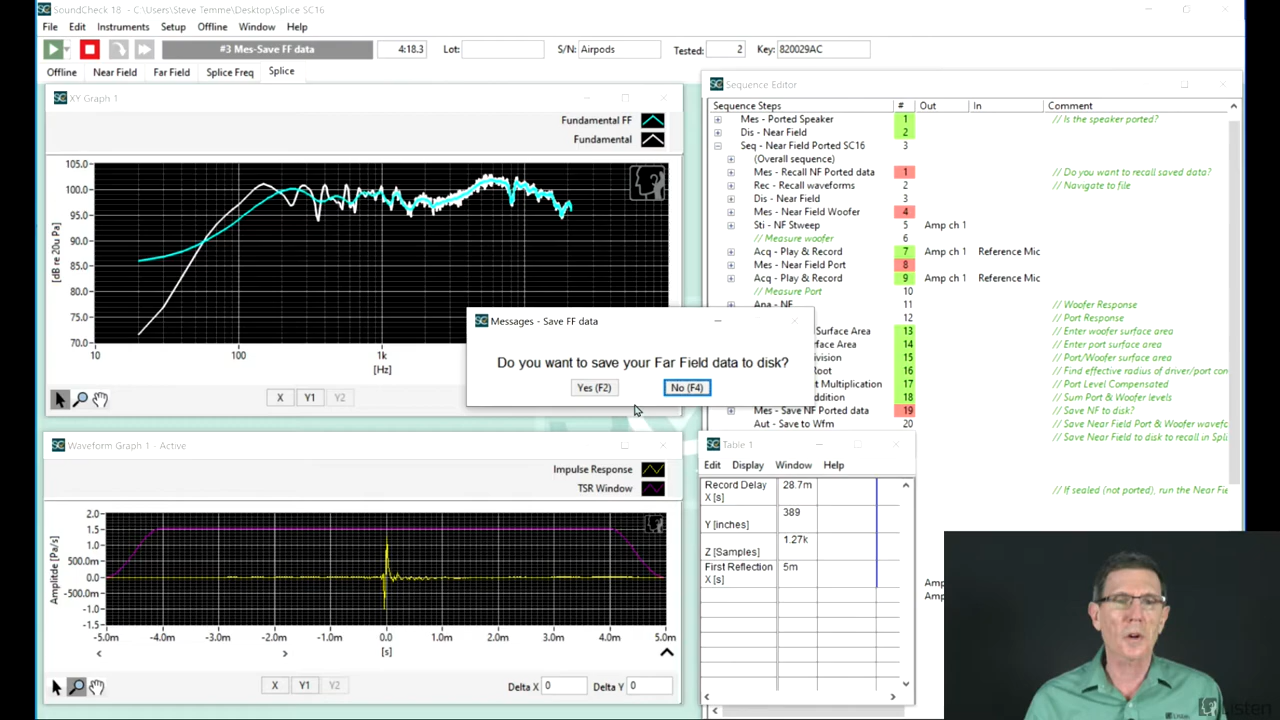 SoundCheck 18 - C:\Users\Steve Temme\Desktop\Splice SC16
File Edit Instruments Setup Offline Window Help
#3 Mes-Save FF data 4:18.3 Lot: S/N: Airpods Tested: 2 Key: 820029AC
Offline Near Field Far Field Splice Freq Splice
XY Graph 1
Fundamental FF
Fundamental
105.0
100.0
95.0
90.0
85.0
80.0
75.0
70.0
[dB re 20u Pa]
10 100 1k
[Hz]
X Y1 Y2
Messages - Save FF data
Do you want to save your Far Field data to disk?
Yes (F2) No (F4)
Waveform Graph 1 - Active
Impulse Response
TSR Window
2.0
1.5
1.0
500.0m
0.0
-500.0m
-1.0
-1.5
Amplitde [Pa/s]
-5.0m -4.0m -3.0m -2.0m -1.0m 0.0 1.0m 2.0m 3.0m 4.0m 5.0m
[s]
X Y1 Y2 Delta X 0 Delta Y 0
Sequence Editor
Sequence Steps # Out In Comment
Mes - Ported Speaker 1 // Is the speaker ported?
Dis - Near Field 2
Seq - Near Field Ported SC16 3
(Overall sequence)
Mes - Recall NF Ported data 1 // Do you want to recall saved data?
Rec - Recall waveforms 2 // Navigate to file
Dis - Near Field 3
Mes - Near Field Woofer 4
Sti - NF Stweep 5 Amp ch 1
// Measure woofer 6
Acq - Play & Record 7 Amp ch 1 Reference Mic
Mes - Near Field Port 8
Acq - Play & Record 9 Amp ch 1 Reference Mic
// Measure Port 10
Ana - NF 11 // Woofer Response
12 // Port Response
Surface Area 13 // Enter woofer surface area
face Area 14 // Enter port surface area
ivision 15 // Port/Woofer surface area
Root 16 // Find effective radius of driver/port con
t Multiplication 17 // Port Level Compensated
ddition 18 // Sum Port & Woofer levels
Mes - Save NF Ported data 19 // Save NF to disk?
Aut - Save to Wfm 20 // Save Near Field Port & Woofer wavefo
// Save Near Field to disk to recall in Spli
// If sealed (not ported), run the Near Fie
Table 1
Edit Display Window Help
Record Delay 28.7m
X [s]
389
Y [inches]
1.27k
Z [Samples]
First Reflection 5m
X [s]
Am
Am
Listen